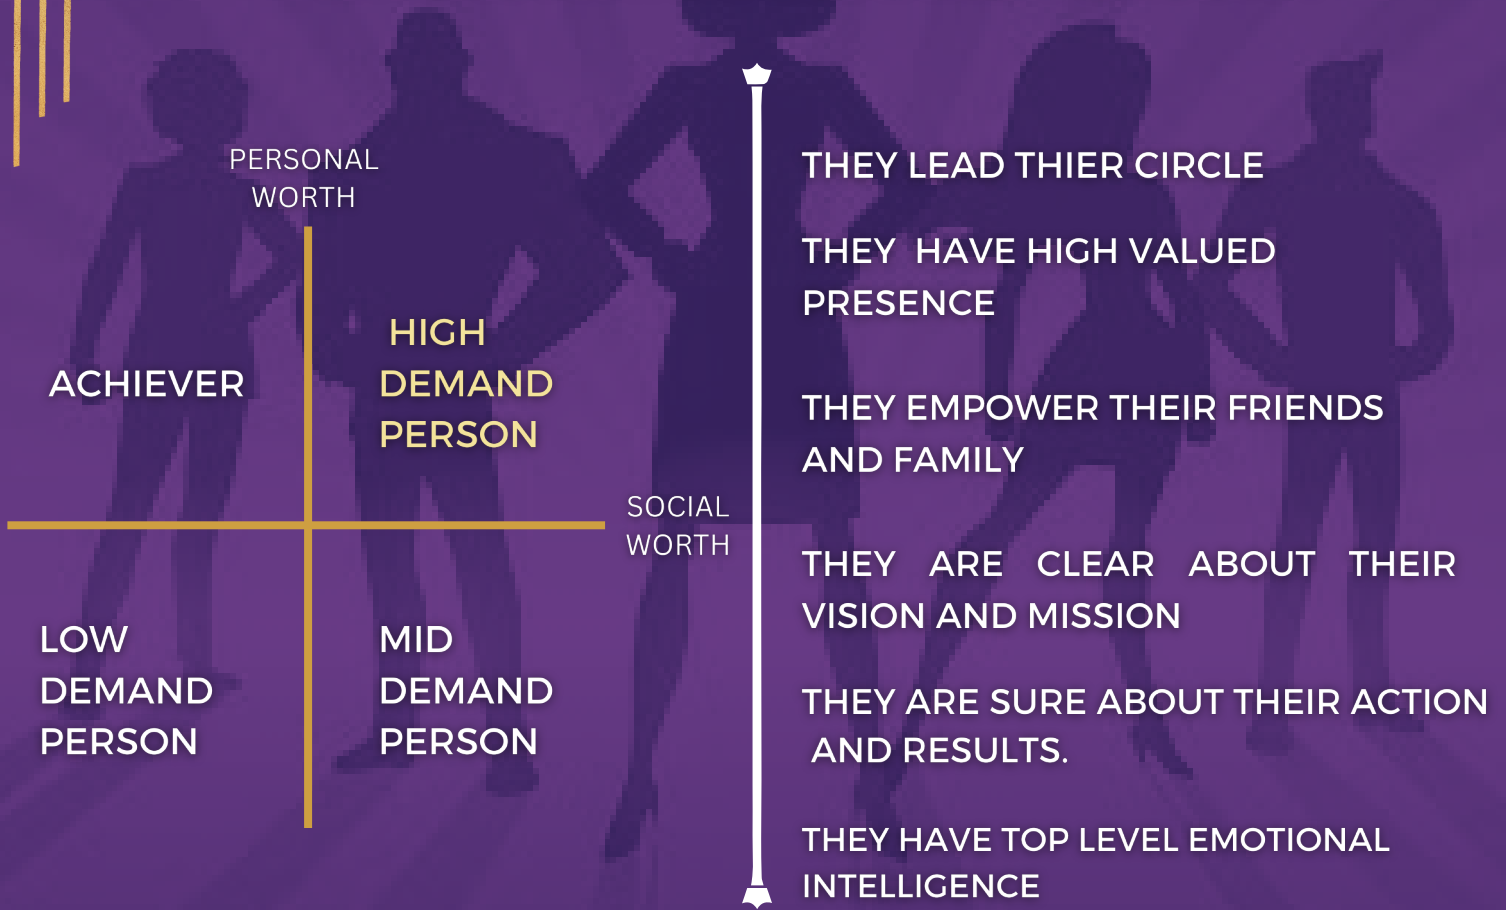 PERSONAL
WORTH
ACHIEVER
HIGH
DEMAND
PERSON
SOCIAL
WORTH
LOW
DEMAND
PERSON
MID
DEMAND
PERSON
THEY LEAD THIER CIRCLE
THEY HAVE HIGH VALUED
PRESENCE
THEY EMPOWER THEIR FRIENDS
AND FAMILY
THEY ARE CLEAR ABOUT THEIR
VISION AND MISSION
THEY ARE SURE ABOUT THEIR ACTION
AND RESULTS.
THEY HAVE TOP LEVEL EMOTIONAL
INTELLIGENCE